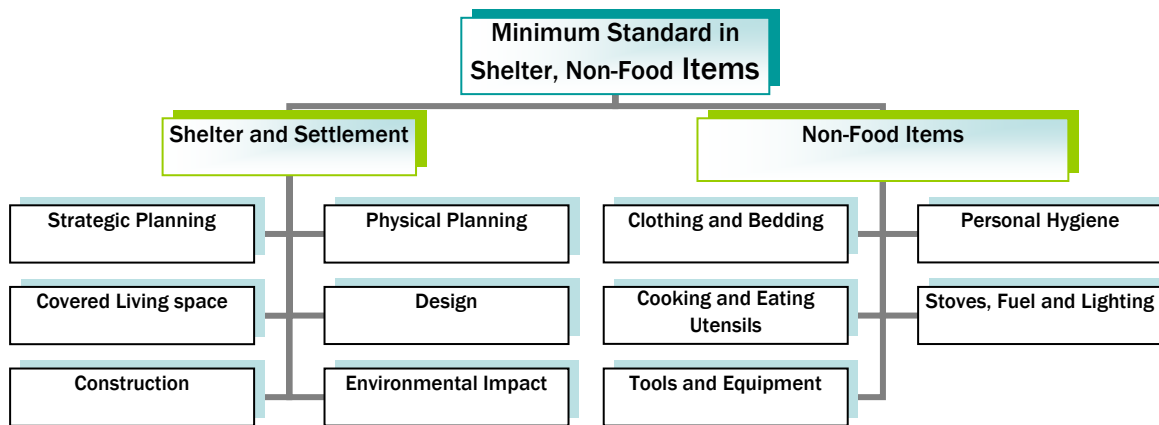 Minimum Standard in
Shelter, Non-Food Items
Shelter and Settlement
Non-Food Items
Strategic Planning
Physical Planning
Clothing and Bedding
Personal Hygiene
Covered Living space
Design
Cooking and Eating
Utensils
Stoves, Fuel and Lighting
Construction
Environmental Impact
Tools and Equipment